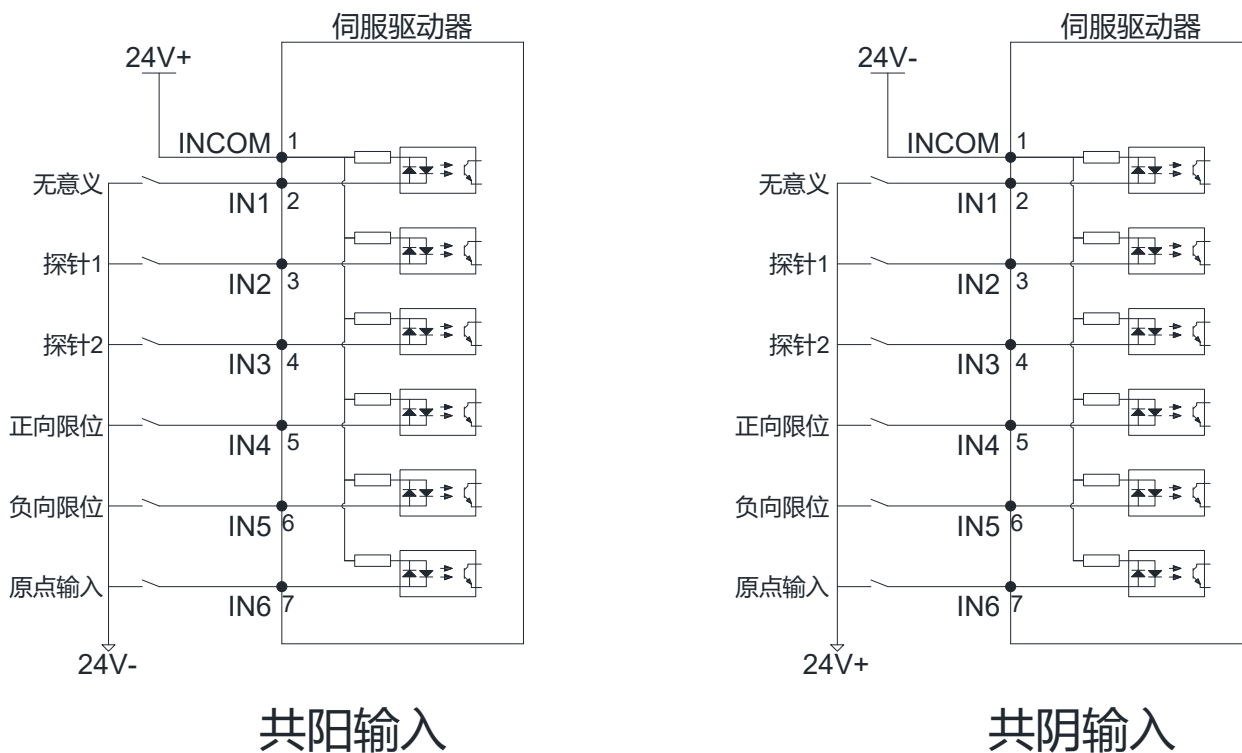 伺服驱动器
24V+
INCOM 1
无意义
IN1 2
探针1
IN2 3
探针2
IN3 4
正向限位
IN4 5
负向限位
IN5 6
原点输入
IN6 7
24V-
共阳输入
伺服驱动器
24V-
INCOM 1
无意义
IN1 2
探针1
IN2 3
探针2
IN3 4
正向限位
IN4 5
负向限位
IN5 6
原点输入
IN6 7
24V+
共阴输入